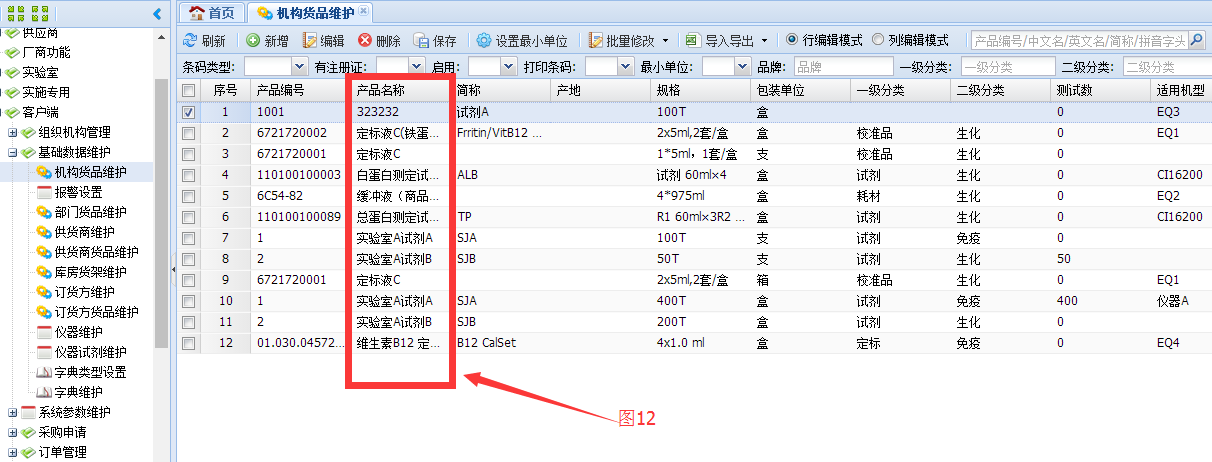 首页
机构货品维护
供应商
厂商功能
实验室
实施专用
客户端
组织机构管理
基础数据维护
机构货品维护
报警设置
部门货品维护
供货商维护
供货商货品维护
库房货架维护
订货方维护
订货方货品维护
仪器维护
仪器试剂维护
字典类型设置
字典维护
系统参数维护
采购申请
订单管理
刷新 新增 编辑 删除 保存 设置最小单位 批量修改 导入导出 行编辑模式 列编辑模式 产品编号/中文名/英文名/简称/拼音字头
条码类型: 有注册证: 启用: 打印条码: 最小单位: 品牌: 品牌 一级分类: 一级分类 二级分类: 二级分类
序号 产品编号 产品名称 简称 产地 规格 包装单位 一级分类 二级分类 测试数 适用机型
1 1001 323232 试剂A 100T 盒 0 EQ3
2 6721720002 定标液C(铁蛋... Frritin/VitB12 ... 2x5ml,2套/盒 盒 校准品 生化 0 EQ1
3 6721720001 定标液C 1*5ml，1套/盒 支 校准品 生化 0
4 110100100003 白蛋白测定试... ALB 试剂 60ml×4 盒 试剂 生化 0 CI16200
5 6C54-82 缓冲液（商品... 4*975ml 盒 耗材 生化 0 EQ2
6 110100100089 总蛋白测定试... TP R1 60ml×3R2 ... 盒 试剂 生化 0 CI16200
7 1 实验室A试剂A SJA 100T 支 试剂 免疫 0
8 2 实验室A试剂B SJB 50T 支 试剂 生化 50
9 6721720001 定标液C 2x5ml,2套/盒 箱 校准品 生化 0 EQ1
10 1 实验室A试剂A SJA 400T 盒 试剂 免疫 400 仪器A
11 2 实验室A试剂B SJB 200T 盒 试剂 生化 0
12 01.030.04572... 维生素B12 定... B12 CalSet 4x1.0 ml 盒 定标 免疫 0 EQ4
图12